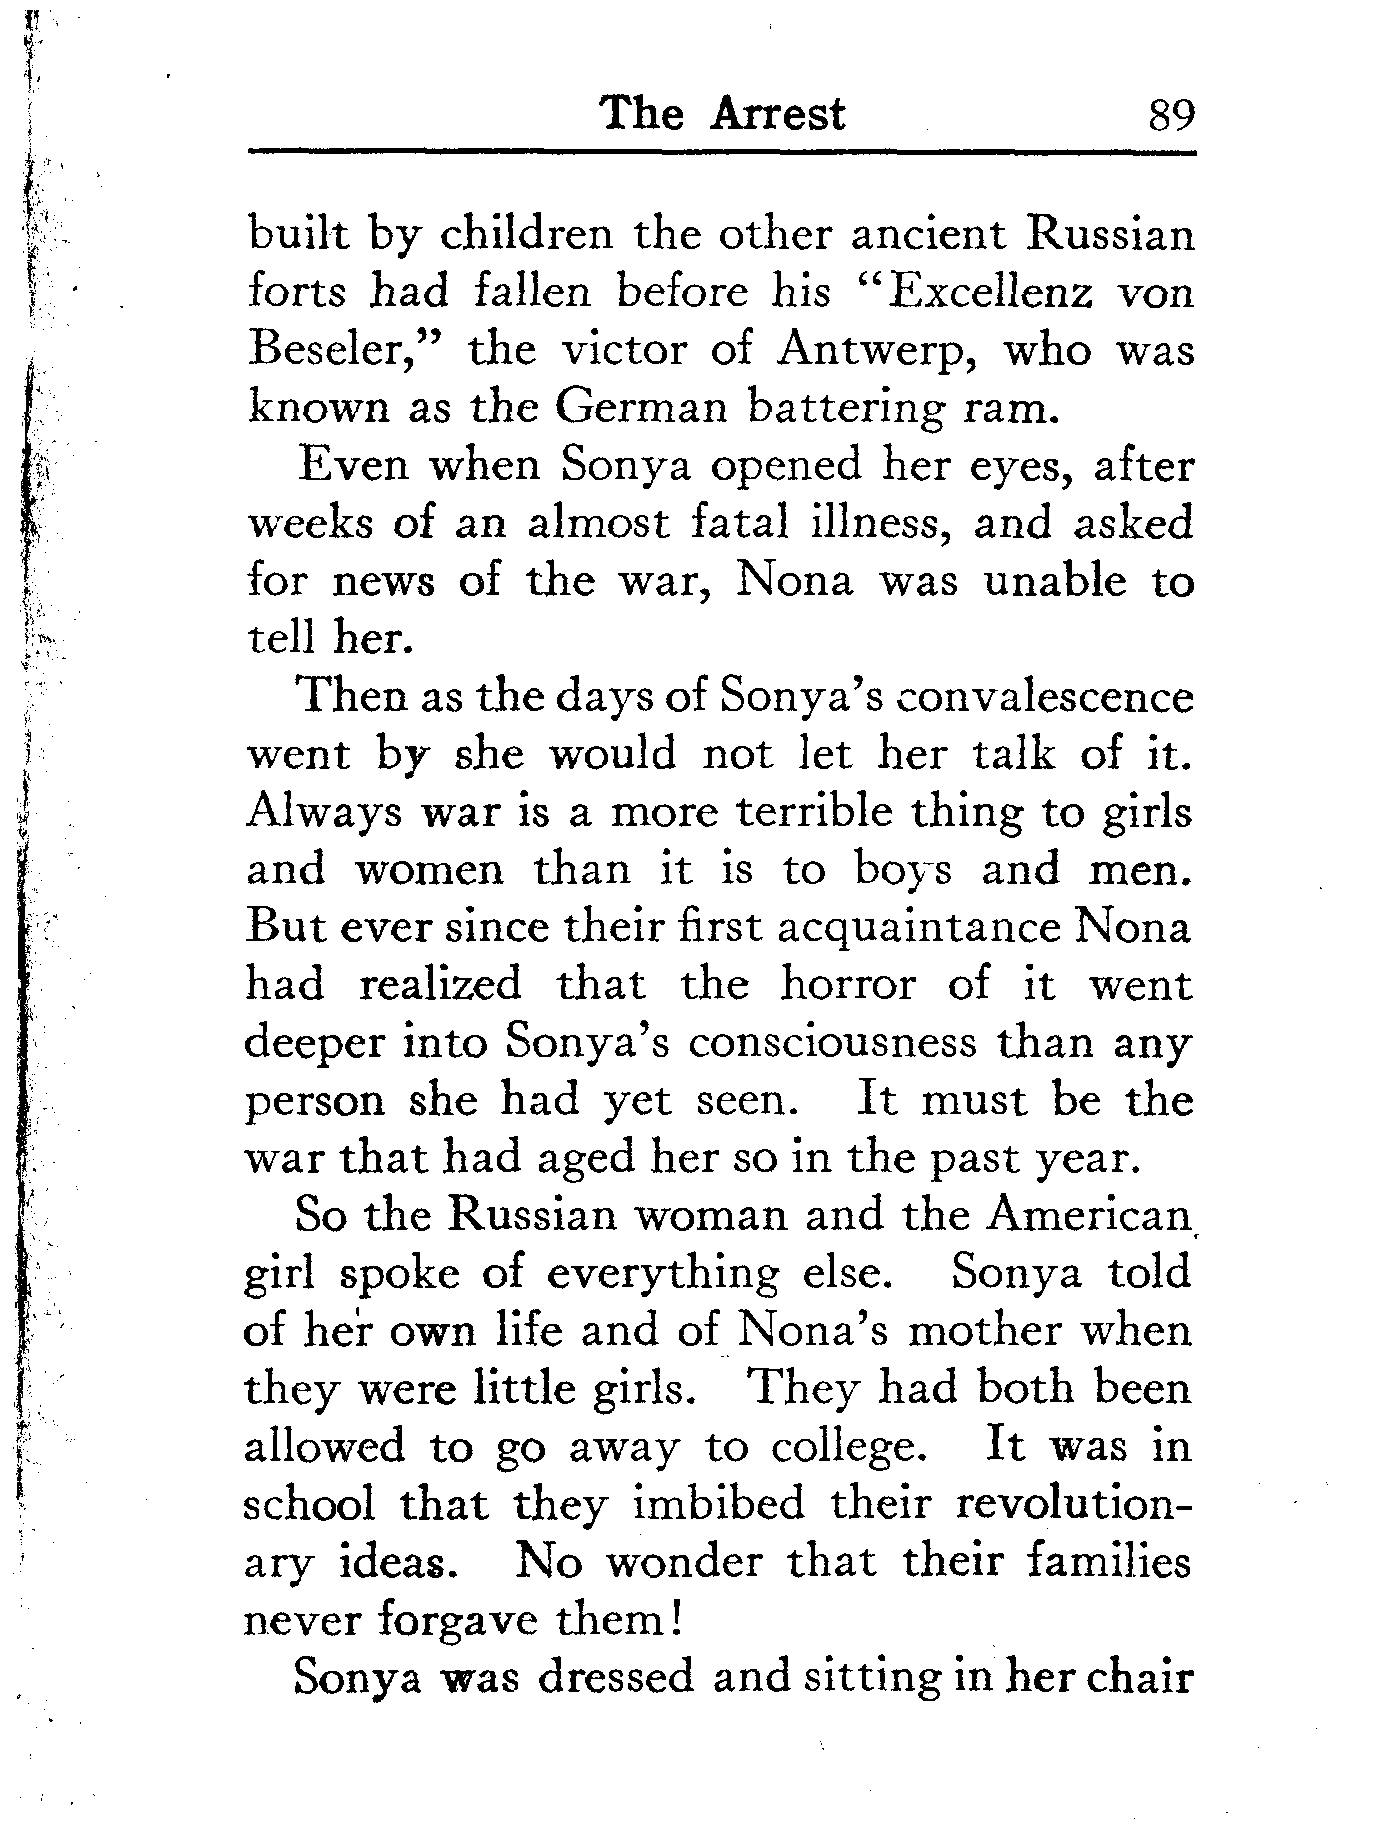 The Arrest 89
built by children the other ancient Russian
forts had fallen before his “Excellenz von
Beseler,” the victor of Antwerp, who was
known as the German battering ram.
Even when Sonya opened her eyes, after
weeks of an almost fatal illness, and asked
for news of the war, Nona was unable to
tell her.
Then as the days of Sonya’s convalescence
went by she would not let her talk of it.
Always war is a more terrible thing to girls
and women than it is to boys and men.
But ever since their first acquaintance Nona
had realized that the horror of it went
deeper into Sonya’s consciousness than any
person she had yet seen. It must be the
war that had aged her so in the past year.
So the Russian woman and the American
girl spoke of everything else. Sonya told
of her own life and of Nona’s mother when
they were little girls. They had both been
allowed to go away to college. It was in
school that they imbibed their revolution-
ary ideas. No wonder that their families
never forgave them!
Sonya was dressed and sitting in her chair